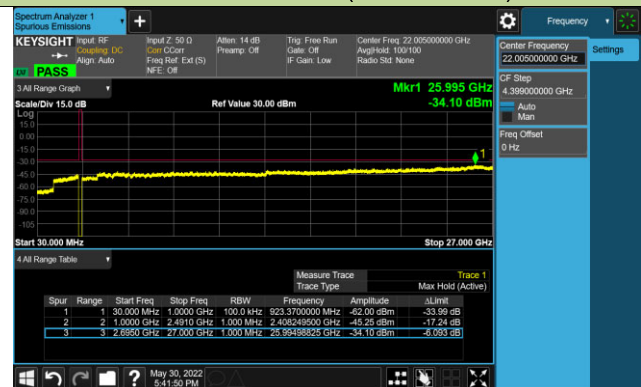 Spectrum Analyzer 1
Spurious Emissions
Frequency
KEYSIGHT
Input: RF
Coupling: DC
Align: Auto
Input Z: 50 Ω
Corr CCorr
Freq Ref: Ext (S)
NFE: Off
Atten: 14 dB
Preamp: Off
Trig: Free Run
Gate: Off
IF Gain: Low
Center Freq: 22.005000000 GHz
Avg|Hold: 100/100
Radio Std: None
PASS
Center Frequency
22.005000000 GHz
Settings
CF Step
4.399000000 GHz
Auto
Man
Freq Offset
0 Hz
3 All Range Graph
Mkr1 25.995 GHz
Scale/Div 15.0 dB
Ref Value 30.00 dBm
-34.10 dBm
Log
15.0
0.00
-15.0
-30.0
-45.0
-60.0
-75.0
-90.0
-105
1
Start 30.000 MHz
Stop 27.000 GHz
4 All Range Table
Measure Trace Trace 1
Trace Type Max Hold (Active)
Spur Range Start Freq Stop Freq RBW Frequency Amplitude ΔLimit
1 1 30.000 MHz 1.0000 GHz 100.0 kHz 923.3700000 MHz -62.00 dBm -33.99 dB
2 2 1.0000 GHz 2.4910 GHz 1.000 MHz 2.408249500 GHz -45.25 dBm -17.24 dB
3 3 2.6950 GHz 27.000 GHz 1.000 MHz 25.99498825 GHz -34.10 dBm -6.093 dB
May 30, 2022
5:41:50 PM